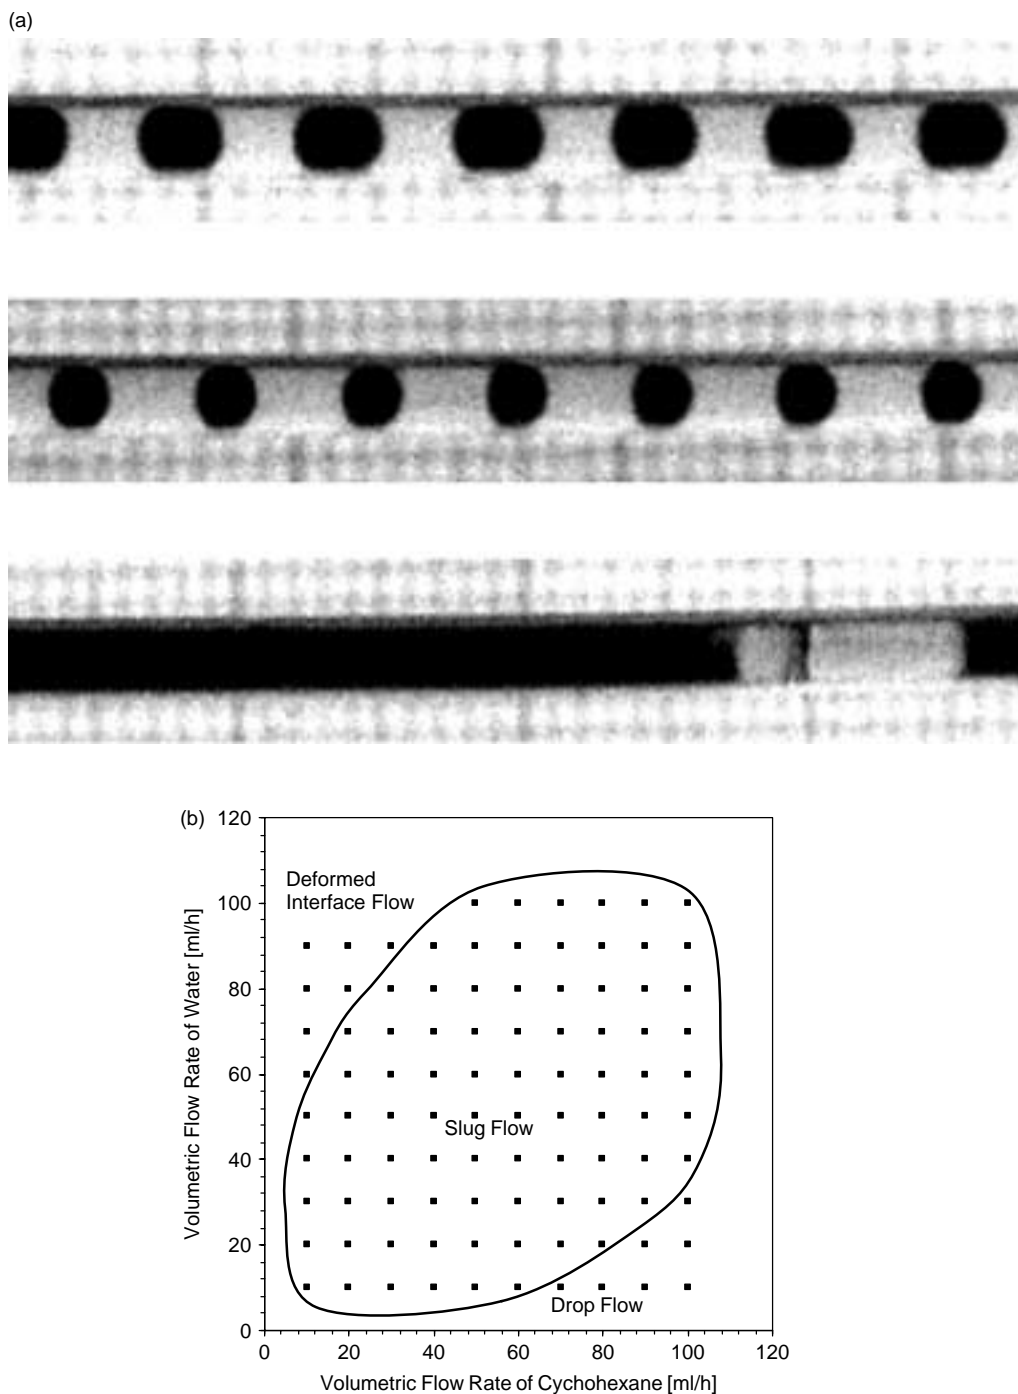 (a)
(b)
120
100
80
60
40
20
0
Volumetric Flow Rate of Water [ml/h]
Deformed
Interface Flow
Slug Flow
Drop Flow
0 20 40 60 80 100 120
Volumetric Flow Rate of Cychohexane [ml/h]